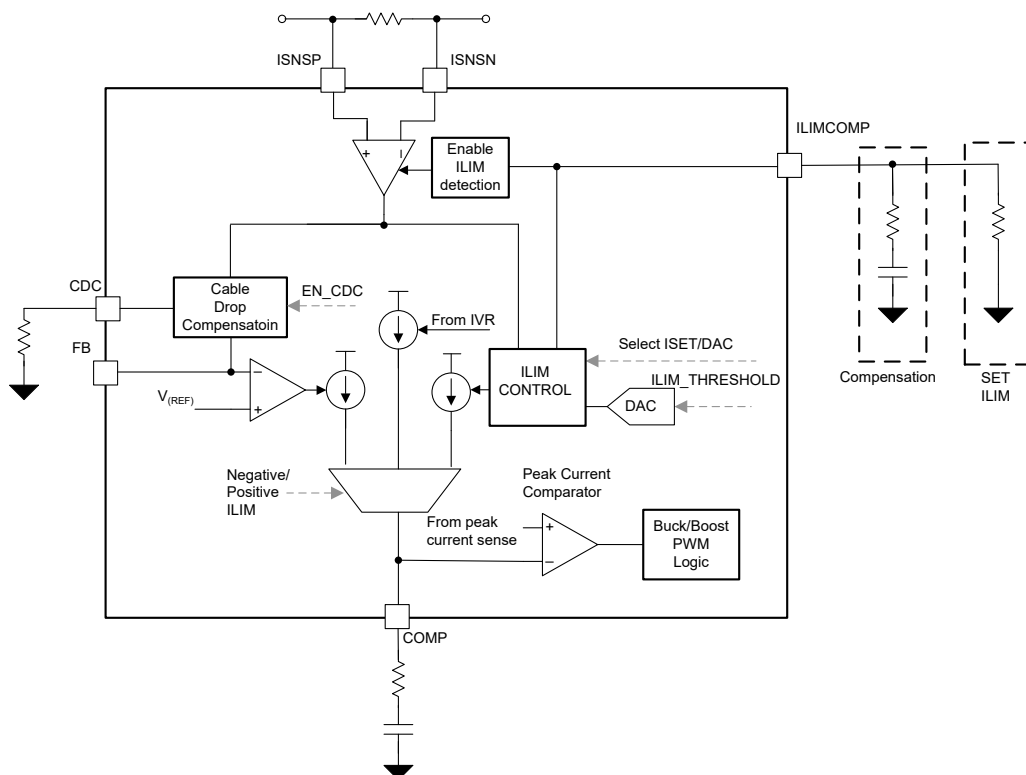 ISNSP
ISNSN
ILIMCOMP
+
–
Enable
ILIM
detection
CDC
Cable
Drop
Compensatoin
EN_CDC
From IVR
FB
Select ISET/DAC
ILIM
CONTROL
ILIM_THRESHOLD
DAC
Compensation
SET
ILIM
–
V(REF)
+
Negative/
Positive
ILIM
Peak Current
Comparator
From peak
current sense
+
–
Buck/Boost
PWM
Logic
COMP